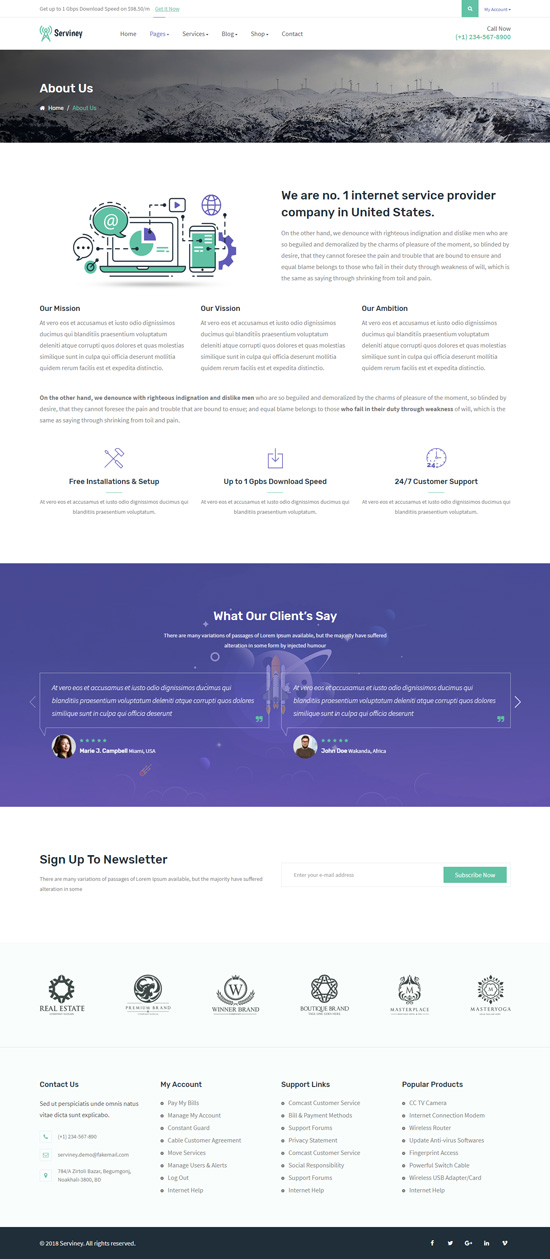 Get up to 1 Gbps Download Speed on $98.50/m Get It Now
My Account
Serviney
Home Pages Services Blog Shop Contact
Call Now
(+1) 234-567-8900
About Us
Home / About Us
We are no. 1 internet service provider
company in United States.
On the other hand, we denounce with righteous indignation and dislike men who are
so beguiled and demoralized by the charms of pleasure of the moment, so blinded by
desire, that they cannot foresee the pain and trouble that are bound to ensure and
equal blame belongs to those who fail in their duty through weakness of will, which is
the same as saying through shrinking from toil and pain.
Our Mission
At vero eos et accusamus et iusto odio dignissimos
ducimus qui blanditiis praesentium voluptatum
deleniti atque corrupti quos dolores et quas molestias
similique sunt in culpa qui officia deserunt mollitia
quidem rerum facilis est expedita distinctio.
Our Vission
At vero eos et accusamus et iusto odio dignissimos
ducimus qui blanditiis praesentium voluptatum
deleniti atque corrupti quos dolores et quas molestias
similique sunt in culpa qui officia deserunt mollitia
quidem rerum facilis est expedita distinctio.
Our Ambition
At vero eos et accusamus et iusto odio dignissimos
ducimus qui blanditiis praesentium voluptatum
deleniti atque corrupti quos dolores et quas molestias
similique sunt in culpa qui officia deserunt mollitia
quidem rerum facilis est expedita distinctio.
On the other hand, we denounce with righteous indignation and dislike men who are so beguiled and demoralized by the charms of pleasure of the moment, so blinded by
desire, that they cannot foresee the pain and trouble that are bound to ensue; and equal blame belongs to those who fail in their duty through weakness of will, which is the
same as saying through shrinking from toil and pain.
24
Free Installations & Setup
At vero eos et accusamus et iusto odio dignissimos ducimus qui
blanditiis praesentium voluptatum.
Up to 1 Gpbs Download Speed
At vero eos et accusamus et iusto odio dignissimos ducimus qui
blanditiis praesentium voluptatum.
24/7 Customer Support
At vero eos et accusamus et iusto odio dignissimos ducimus qui
blanditiis praesentium voluptatum.
What Our Client's Say
There are many variations of passages of Lorem Ipsum available, but the majority have suffered
alteration in some form by injected humour
At vero eos et accusamus et iusto odio dignissimos ducimus qui
blanditiis praesentium voluptatum deleniti atque corrupti quos dolores
similique sunt in culpa qui officia deserunt
Marie J. Campbell Miami, USA
At vero eos et accusamus et iusto odio dignissimos ducimus qui
blanditiis praesentium voluptatum deleniti atque corrupti quos dolores
similique sunt in culpa qui officia deserunt
John Doe Wakanda, Africa
Sign Up To Newsletter
There are many variations of passages of Lorem Ipsum available, but the majority have suffered
alteration in some
Enter your e-mail address
Subscribe Now
REAL ESTATE
PREMIUM BRAND
W
WINNER BRAND
BOUTIQUE BRAND
M
MASTERPLACE
M
MASTERYOGA
Contact Us
Sed ut perspiciatis unde omnis natus
vitae dicta sunt explicabo.
(+1) 234-567-890
serviney.demo@fakemail.com
784/A Zirtoli Bazar, Begumgonj,
Noakhali-3800, BD
My Account
Pay My Bills
Manage My Account
Constant Guard
Cable Customer Agreement
Move Services
Manage Users & Alerts
Log Out
Internet Help
Support Links
Comcast Customer Service
Bill & Payment Methods
Support Forums
Privacy Statement
Comcast Customer Service
Social Responsibility
Support Forums
Internet Help
Popular Products
CC TV Camera
Internet Connection Modem
Wireless Router
Update Anti-virus Softwares
Fingerprint Access
Powerful Switch Cable
Wireless USB Adapter/Card
Internet Help
© 2018 Serviney. All rights reserved.